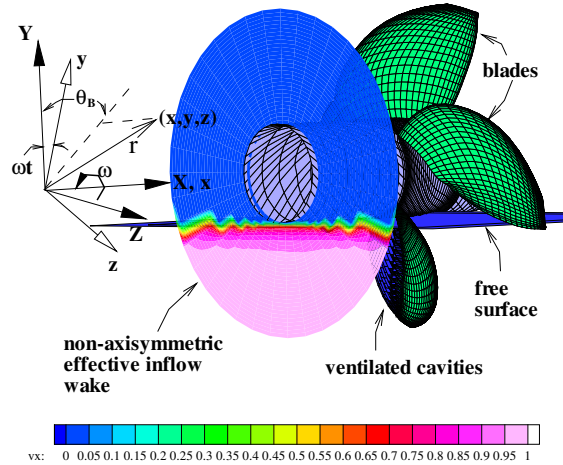 Y
y
θB
(x,y,z)
r
ωt
ω
X, x
Z
z
blades
free
surface
non-axisymmetric
effective inflow
wake
ventilated cavities
vx: 0 0.05 0.1 0.15 0.2 0.25 0.3 0.35 0.4 0.45 0.5 0.55 0.6 0.65 0.7 0.75 0.8 0.85 0.9 0.95 1